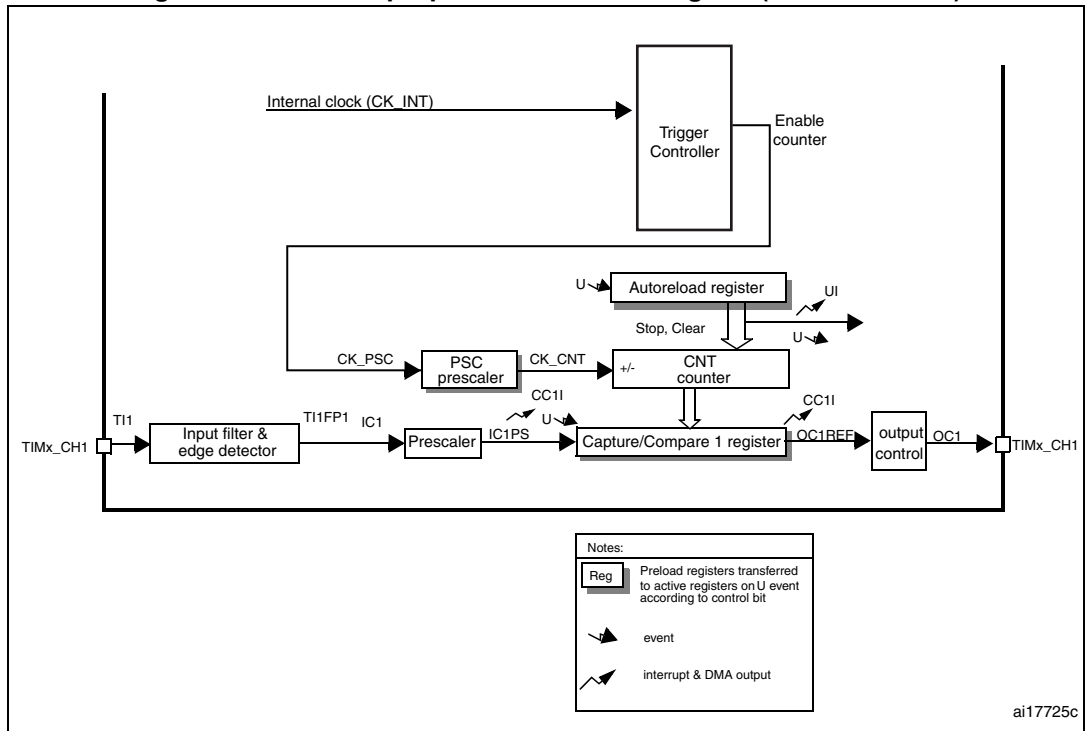 Internal clock (CK_INT)
Trigger
Controller
Enable
counter
U
Autoreload register
UI
Stop, Clear
U
CK_PSC
PSC
prescaler
CK_CNT
+/-
CNT
counter
CC1I
U
CC1I
TIMx_CH1
TI1
Input filter &
edge detector
TI1FP1
IC1
Prescaler
IC1PS
Capture/Compare 1 register
OC1REF
output
control
OC1
TIMx_CH1
Notes:
Reg
Preload registers transferred
to active registers on U event
according to control bit
event
interrupt & DMA output
ai17725c